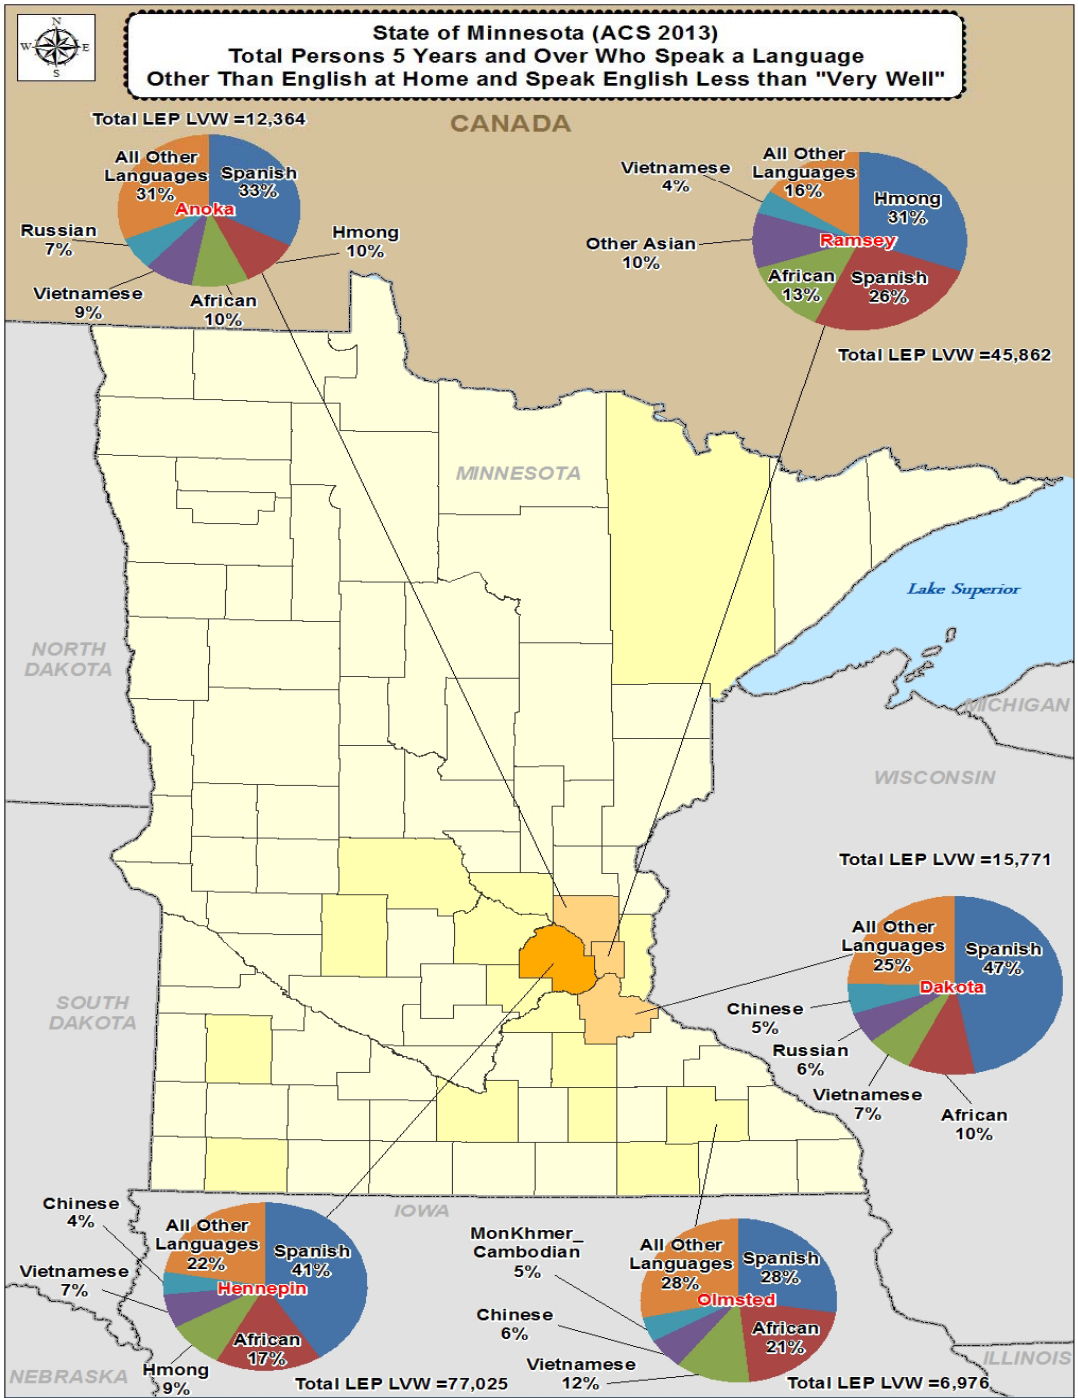 N
W
E
S
State of Minnesota (ACS 2013)
Total Persons 5 Years and Over Who Speak a Language
Other Than English at Home and Speak English Less than "Very Well"
Total LEP LVW =12,364
CANADA
All Other
Languages
31%
Spanish
33%
Anoka
Russian
7%
Hmong
10%
Vietnamese
9%
African
10%
Vietnamese
4%
All Other
Languages
16%
Hmong
31%
Ramsey
Other Asian
10%
African
13%
Spanish
26%
Total LEP LVW =45,862
MINNESOTA
Lake Superior
NORTH
DAKOTA
MICHIGAN
WISCONSIN
Total LEP LVW =15,771
All Other
Languages
25%
Spanish
47%
Dakota
Chinese
5%
Russian
6%
Vietnamese
7%
African
10%
SOUTH
DAKOTA
IOWA
Chinese
4%
All Other
Languages
22%
Spanish
41%
Vietnamese
7%
Hennepin
African
17%
Hmong
9%
Total LEP LVW =77,025
NEBRASKA
MonKhmer_
Cambodian
5%
All Other
Languages
28%
Spanish
28%
Olmsted
Chinese
6%
African
21%
Vietnamese
12%
Total LEP LVW =6,976
ILLINOIS